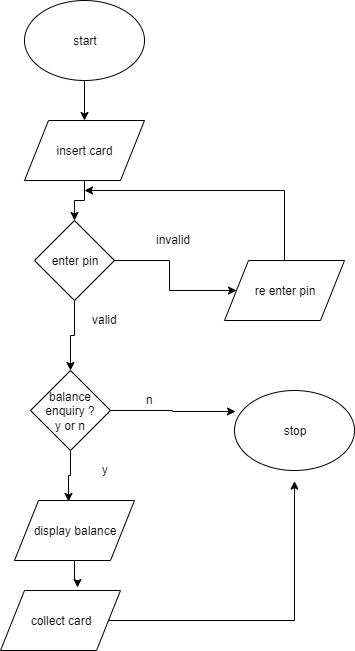 start
insert card
invalid
enter pin
re enter pin
valid
balance
enquiry ?
y or n
n
stop
y
display balance
collect card